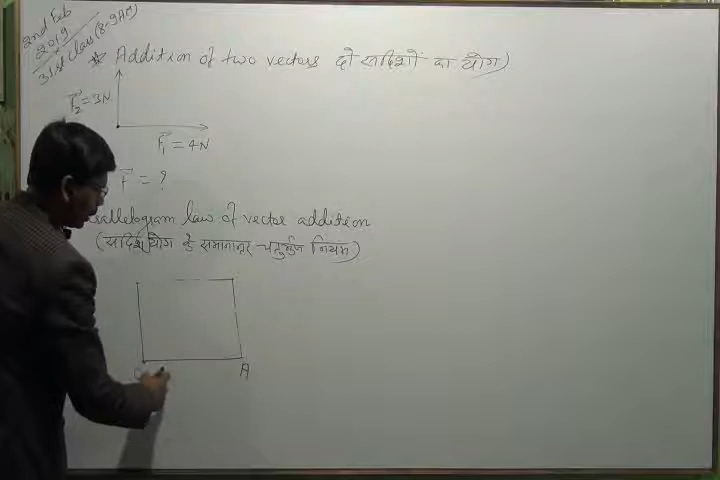 2nd Feb
2019
31st class (8-9AM)
* Addition of two vectors दो सदिशों का योग)
F₂ = 3N
F₁ = 4N
F = ?
rallelogram law of vector addition
(सदिश योग के समानान्तर चतुर्भुज नियम)
A